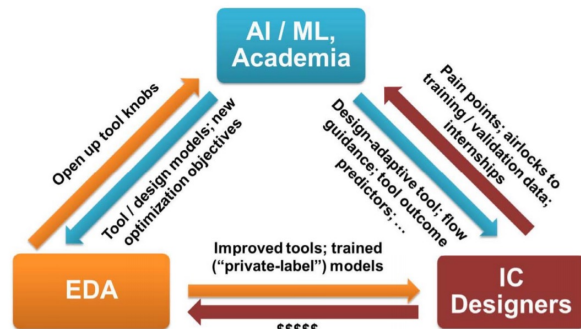 AI / ML,
Academia
Open up tool knobs
Tool / design models; new
optimization objectives
Design-adaptive tool; flow
guidance; tool outcome
predictors; ...
Pain points; airlocks to
training / validation data;
internships
EDA
Improved tools; trained
(“private-label”) models
$$$$$
IC
Designers